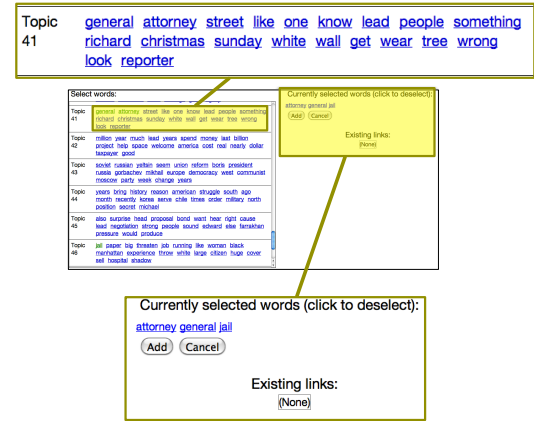 Topic general attorney street like one know lead people something
41 richard christmas sunday white wall get wear tree wrong
look reporter
Select words:
Topic general attorney street like one know lead people something
41 richard christmas sunday white wall get wear tree wrong
look reporter
Topic million year much lead years spend money last billion
42 project help space welcome america cost real nearly dollar
taxpayer good
Topic soviet russian yeltsin seem union reform boris president
43 russia gorbachev mikhail europe democracy west communist
moscow party week change years
Topic years bring history reason american struggle south ago
44 month recently korea serve chile times order military north
position secret michael
Topic also surprise head proposal bond want hear right cause
45 lead negotiation strong people sound edward else farrakhan
pressure would produce
Topic jail paper big threaten job running like woman black
46 manhattan experience throw white large citizen huge cover
sell hospital shadow
Currently selected words (click to deselect):
attorney general jail
Add Cancel
Existing links:
(None)
Currently selected words (click to deselect):
attorney general jail
Add Cancel
Existing links:
(None)